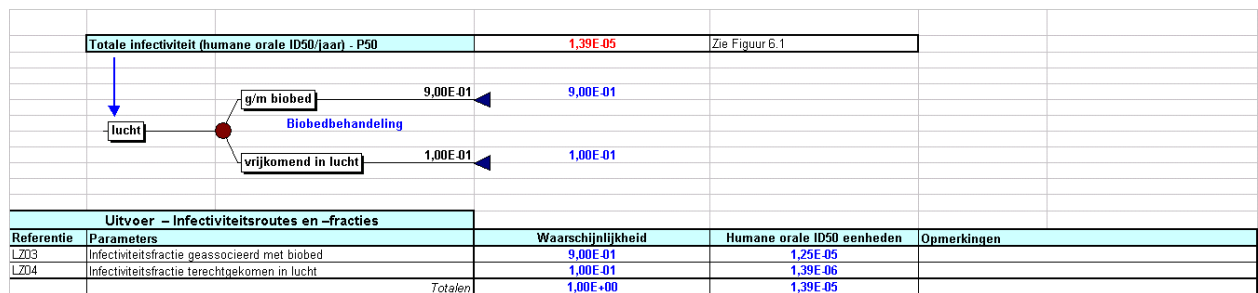 Totale infectiviteit (humane orale ID50/jaar) - P50 1,39E-05 Zie Figuur 6.1
g/m biobed 9,00E-01 9,00E-01
lucht Biobedbehandeling
vrijkomend in lucht 1,00E-01 1,00E-01
Uitvoer – Infectiviteitsroutes en –fracties
Referentie Parameters Waarschijnlijkheid Humane orale ID50 eenheden Opmerkingen
LZ03 Infectiviteitsfractie geassocieerd met biobed 9,00E-01 1,25E-05
LZ04 Infectiviteitsfractie terechtgekomen in lucht 1,00E-01 1,39E-06
Totalen 1,00E+00 1,39E-05